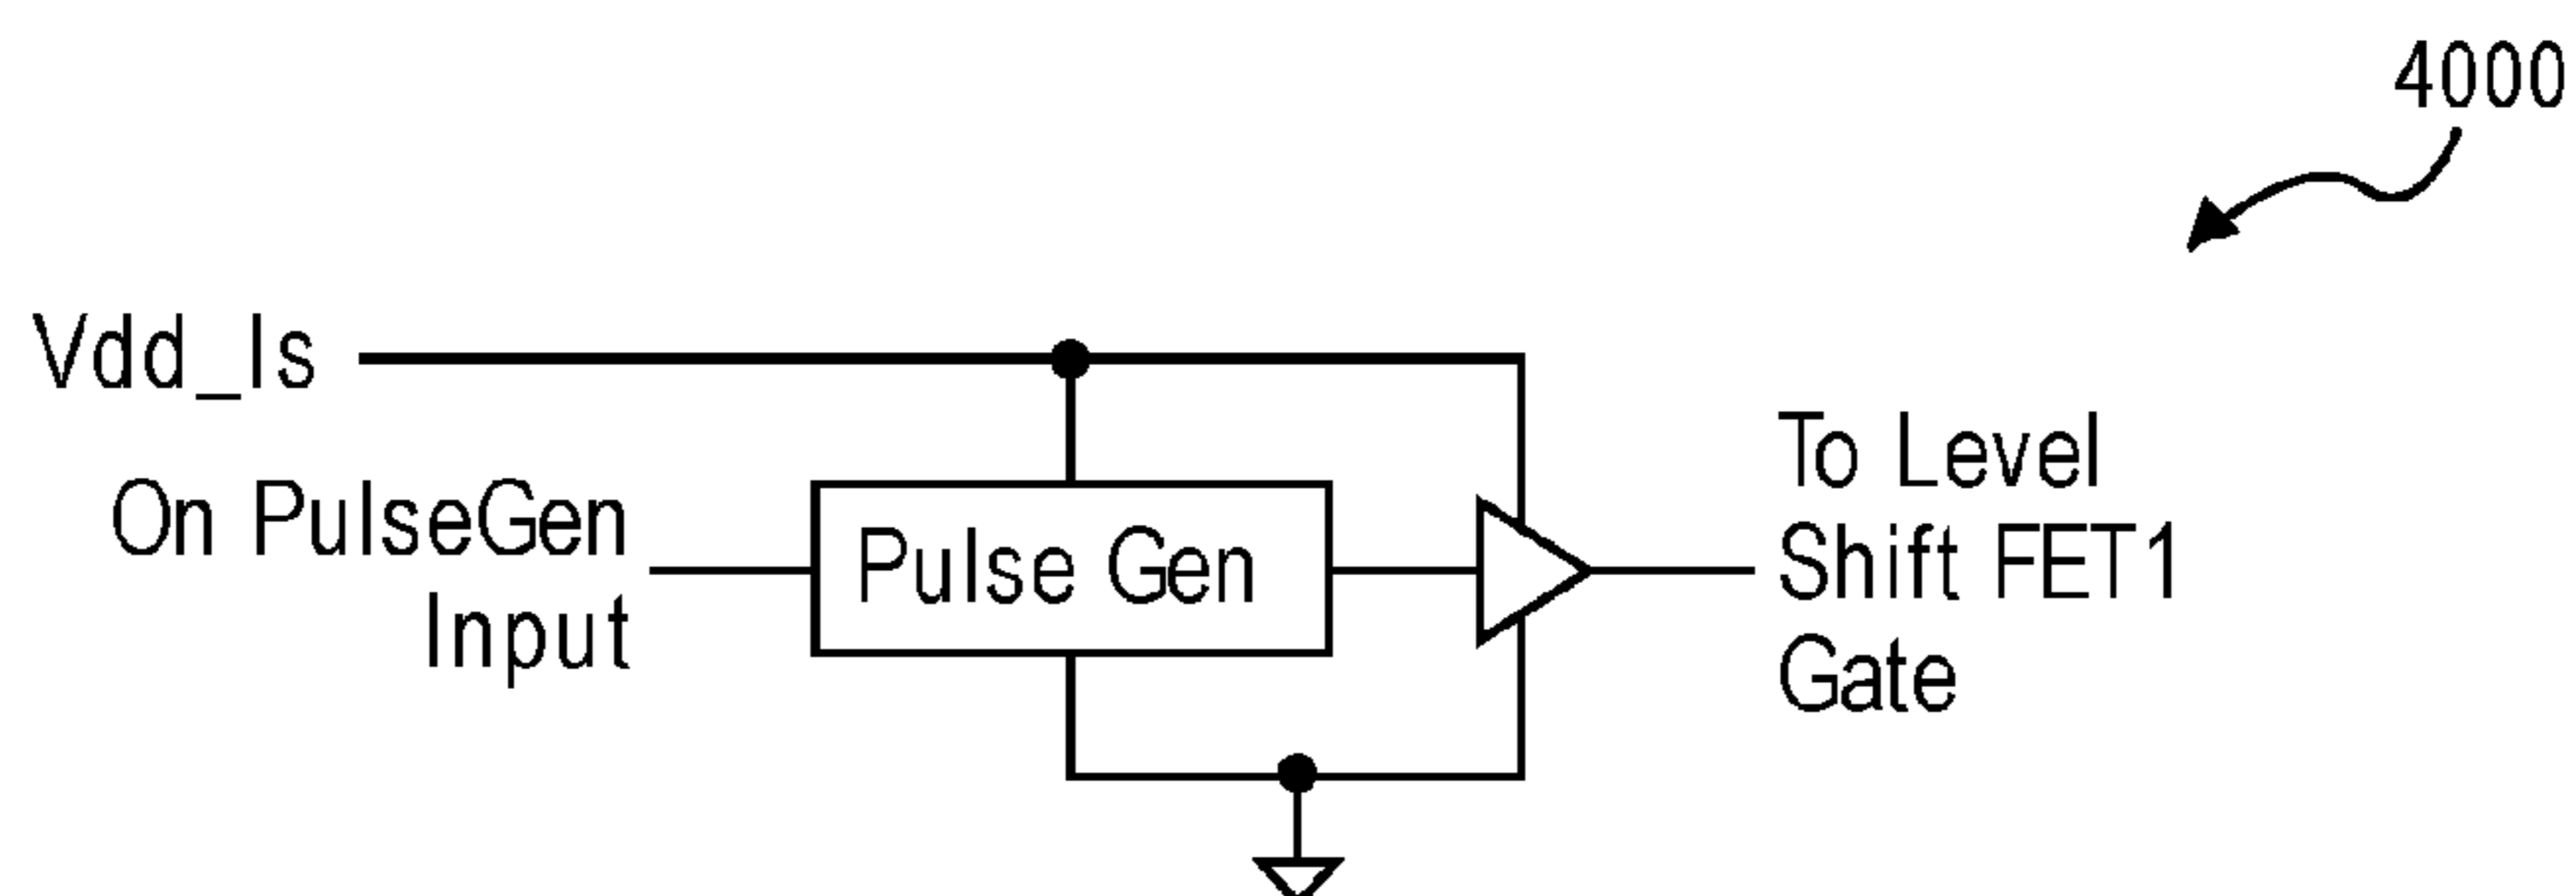 4000
Vdd_ls
On PulseGen
Input
Pulse Gen
To Level
Shift FET1
Gate